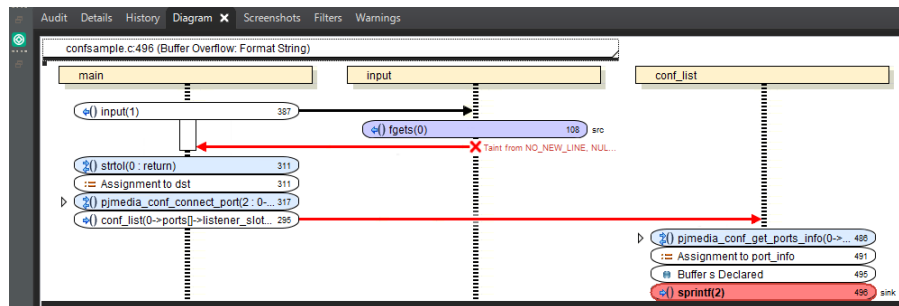 Audit Details History Diagram X Screenshots Filters Warnings
confsample.c:496 (Buffer Overflow: Format String)
main input conf_list
input(1) 387
fgets(0) 108 src
Taint from NO_NEW_LINE, NUL...
strtol(0 : return) 311
:= Assignment to dst 311
pjmedia_conf_connect_port(2 : 0-... 317
conf_list(0->ports[]->listener_slot... 295
pjmedia_conf_get_ports_info(0->... 486
:= Assignment to port_info 491
Buffer s Declared 495
sprintf(2) 496 sink